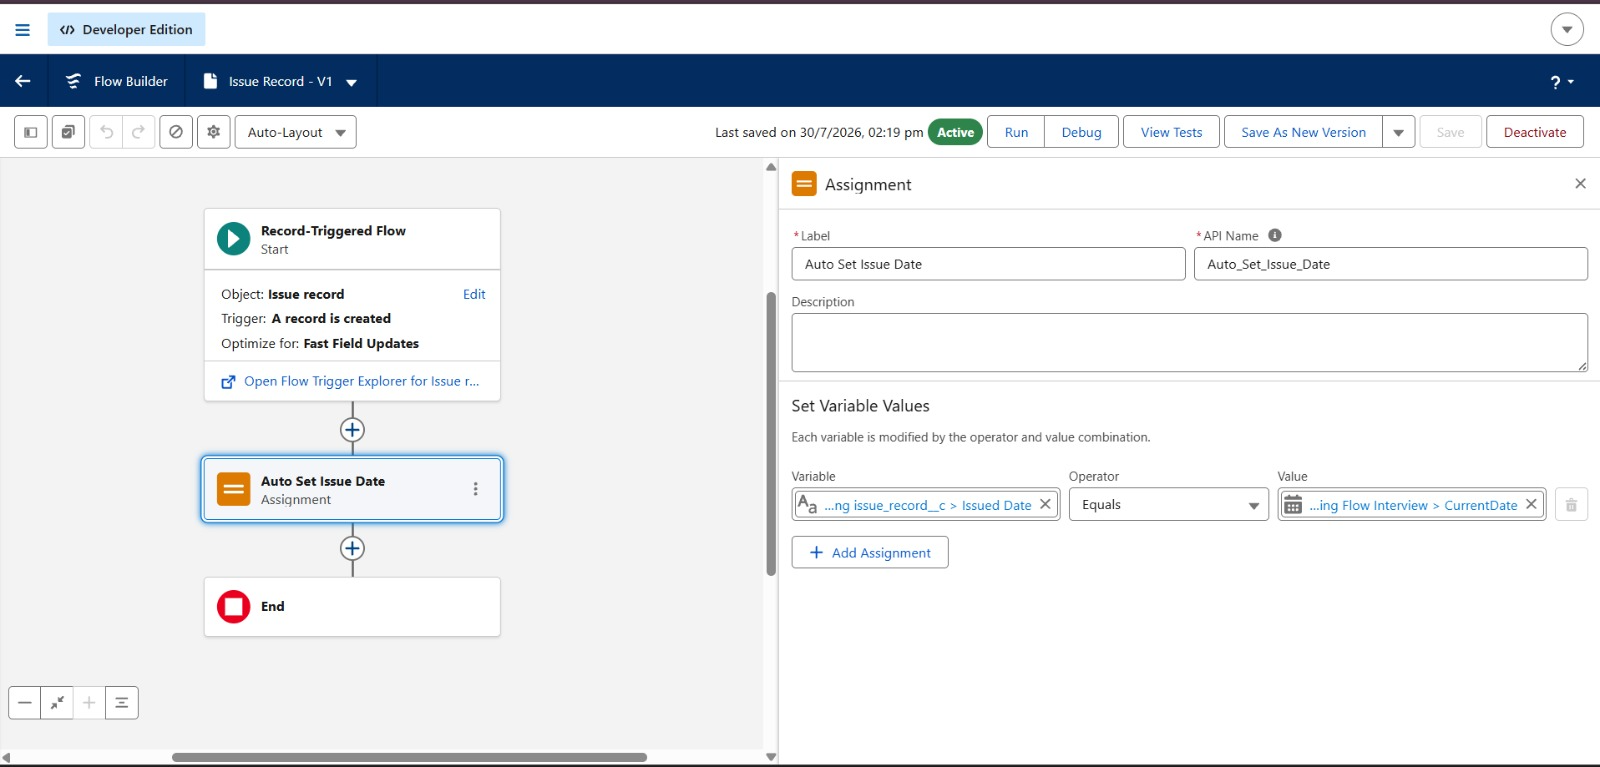 </> Developer Edition
Flow Builder
Issue Record - V1
?
Auto-Layout
Last saved on 30/7/2026, 02:19 pm
Active
Run
Debug
View Tests
Save As New Version
Save
Deactivate
Record-Triggered Flow
Start
Object: Issue record
Edit
Trigger: A record is created
Optimize for: Fast Field Updates
Open Flow Trigger Explorer for Issue r...
Auto Set Issue Date
Assignment
End
Assignment
*Label
*API Name
Auto Set Issue Date
Auto_Set_Issue_Date
Description
Set Variable Values
Each variable is modified by the operator and value combination.
Variable
Operator
Value
Aa ...ng issue_record__c > Issued Date
Equals
...ing Flow Interview > CurrentDate
+ Add Assignment